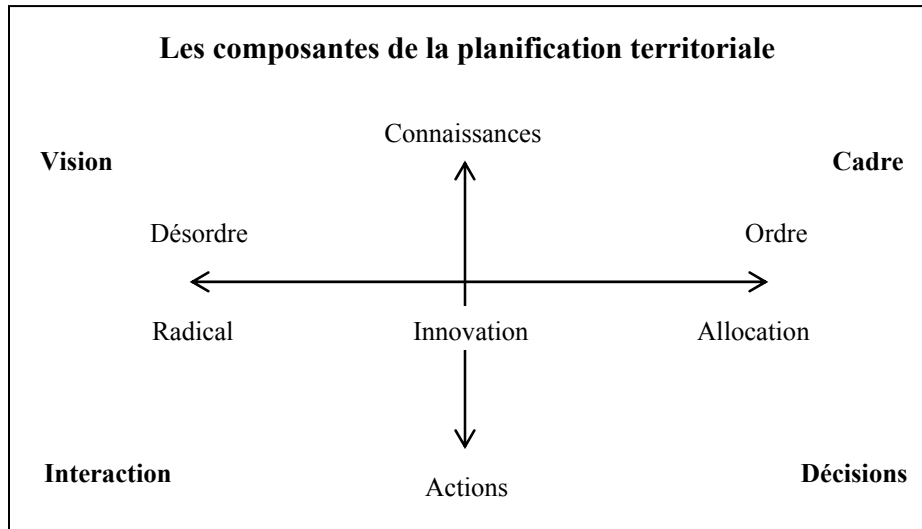 Les composantes de la planification territoriale
Connaissances
Vision
Cadre
Désordre
Ordre
Radical
Innovation
Allocation
Interaction
Actions
Décisions